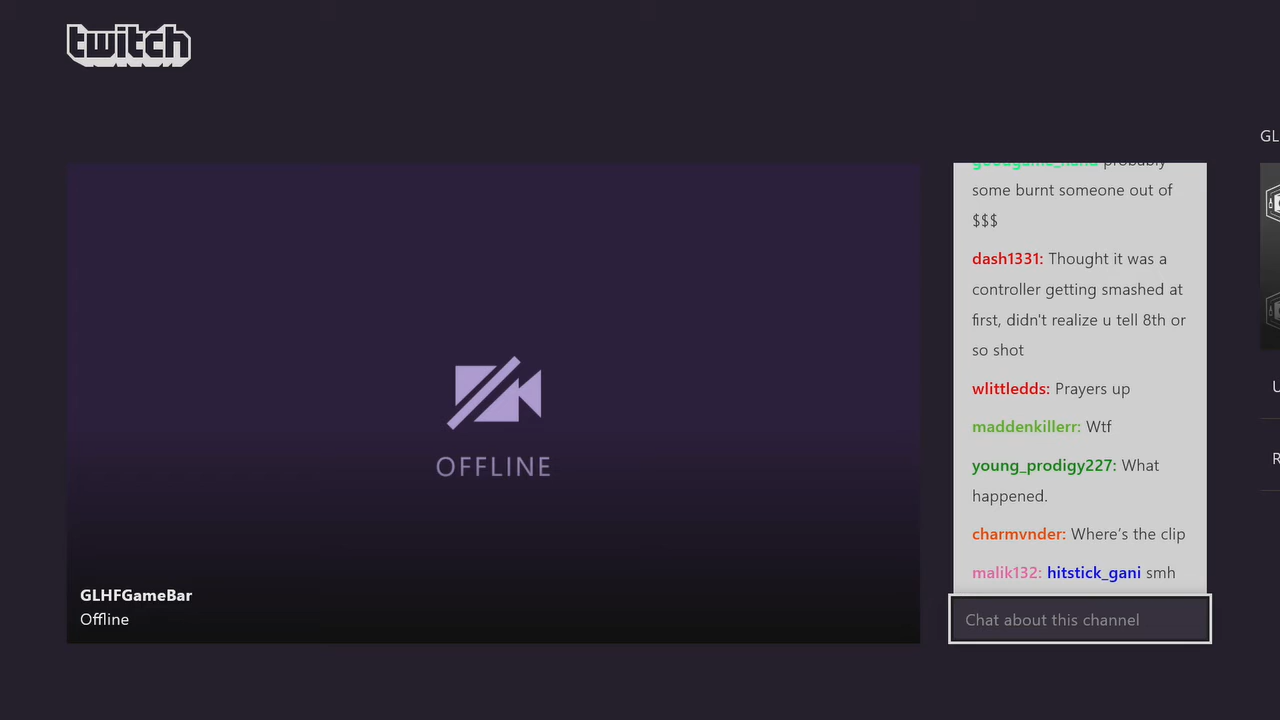 twitch
GL
probably
some burnt someone out of
$$$
dash1331: Thought it was a
controller getting smashed at
first, didn't realize u tell 8th or
so shot
wlittledds: Prayers up
maddenkillerr: Wtf
young_prodigy227: What
happened.
charmvnder: Where's the clip
malik132: hitstick_gani smh
Chat about this channel
OFFLINE
GLHFGameBar
Offline
U
R